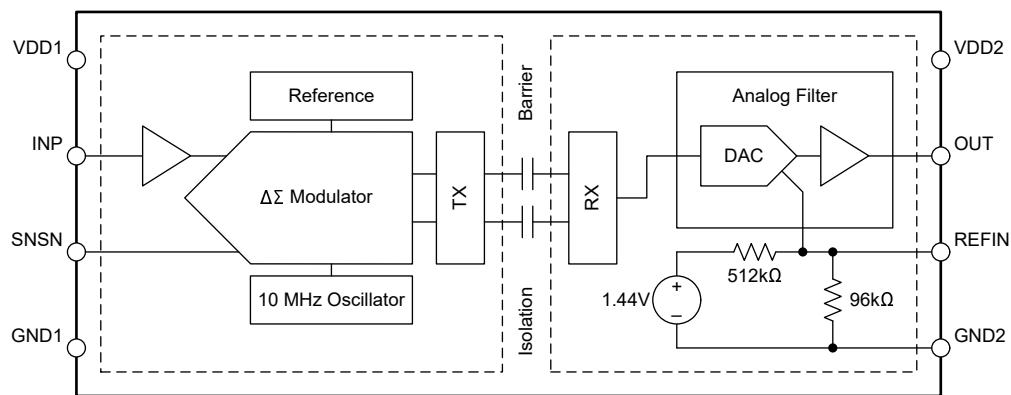 VDD1
VDD2
Reference
Barrier
Analog Filter
INP
OUT
DAC
ΔΣ Modulator
TX
RX
SNSN
REFIN
512kΩ
10 MHz Oscillator
1.44V
+
–
96kΩ
Isolation
GND1
GND2